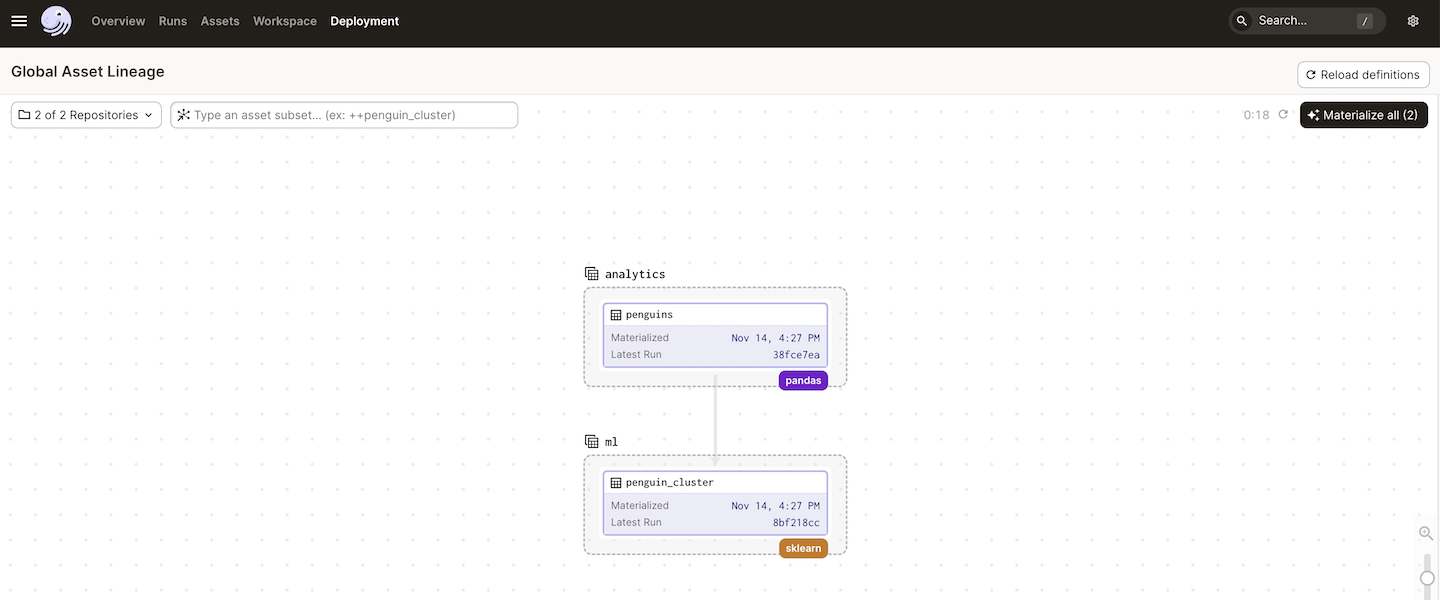 Overview Runs Assets Workspace Deployment Search... /
Global Asset Lineage
Reload definitions
2 of 2 Repositories Type an asset subset... (ex: ++penguin_cluster) 0:18 Materialize all (2)
analytics
penguins
Materialized Nov 14, 4:27 PM
Latest Run 38fce7ea
pandas
ml
penguin_cluster
Materialized Nov 14, 4:27 PM
Latest Run 8bf218cc
sklearn